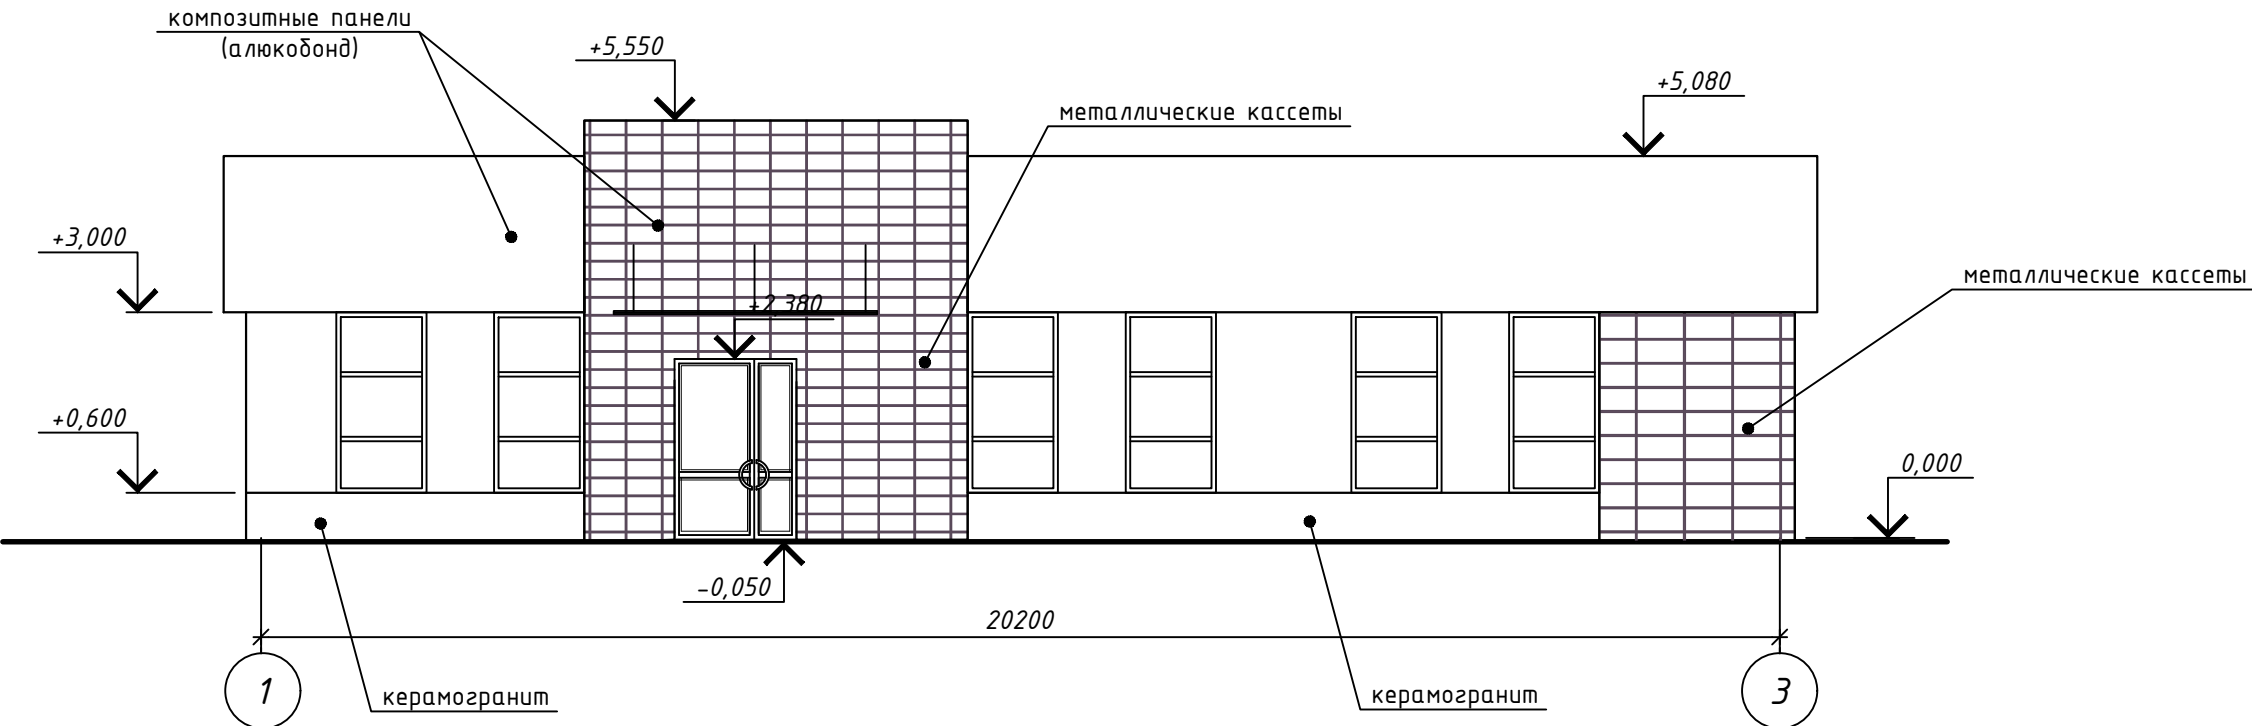 композитные панели
(алюкобонд)
+5,550
+5,080
металлические кассеты
+3,000
металлические кассеты
+2,380
+0,600
0,000
-0,050
20200
1
3
керамогранит
керамогранит